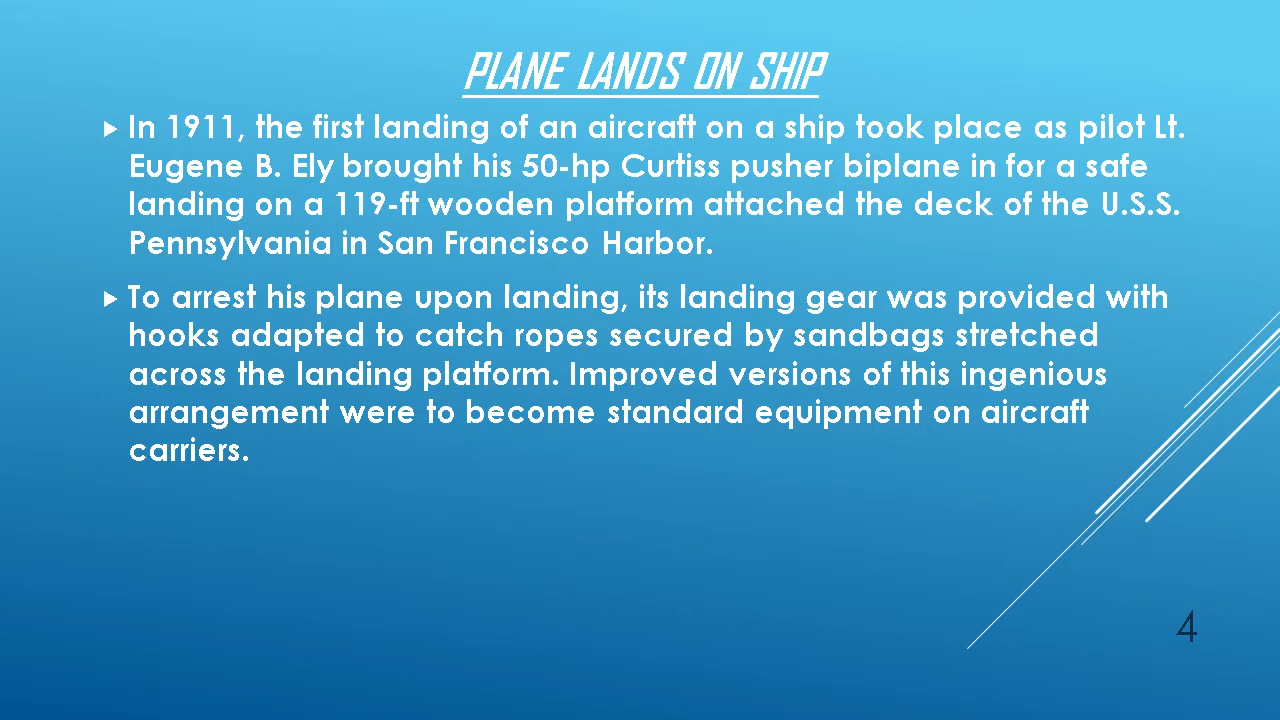 PLANE LANDS ON SHIP
In 1911, the first landing of an aircraft on a ship took place as pilot Lt.
Eugene B. Ely brought his 50-hp Curtiss pusher biplane in for a safe
landing on a 119-ft wooden platform attached the deck of the U.S.S.
Pennsylvania in San Francisco Harbor.
To arrest his plane upon landing, its landing gear was provided with
hooks adapted to catch ropes secured by sandbags stretched
across the landing platform. Improved versions of this ingenious
arrangement were to become standard equipment on aircraft
carriers.
4